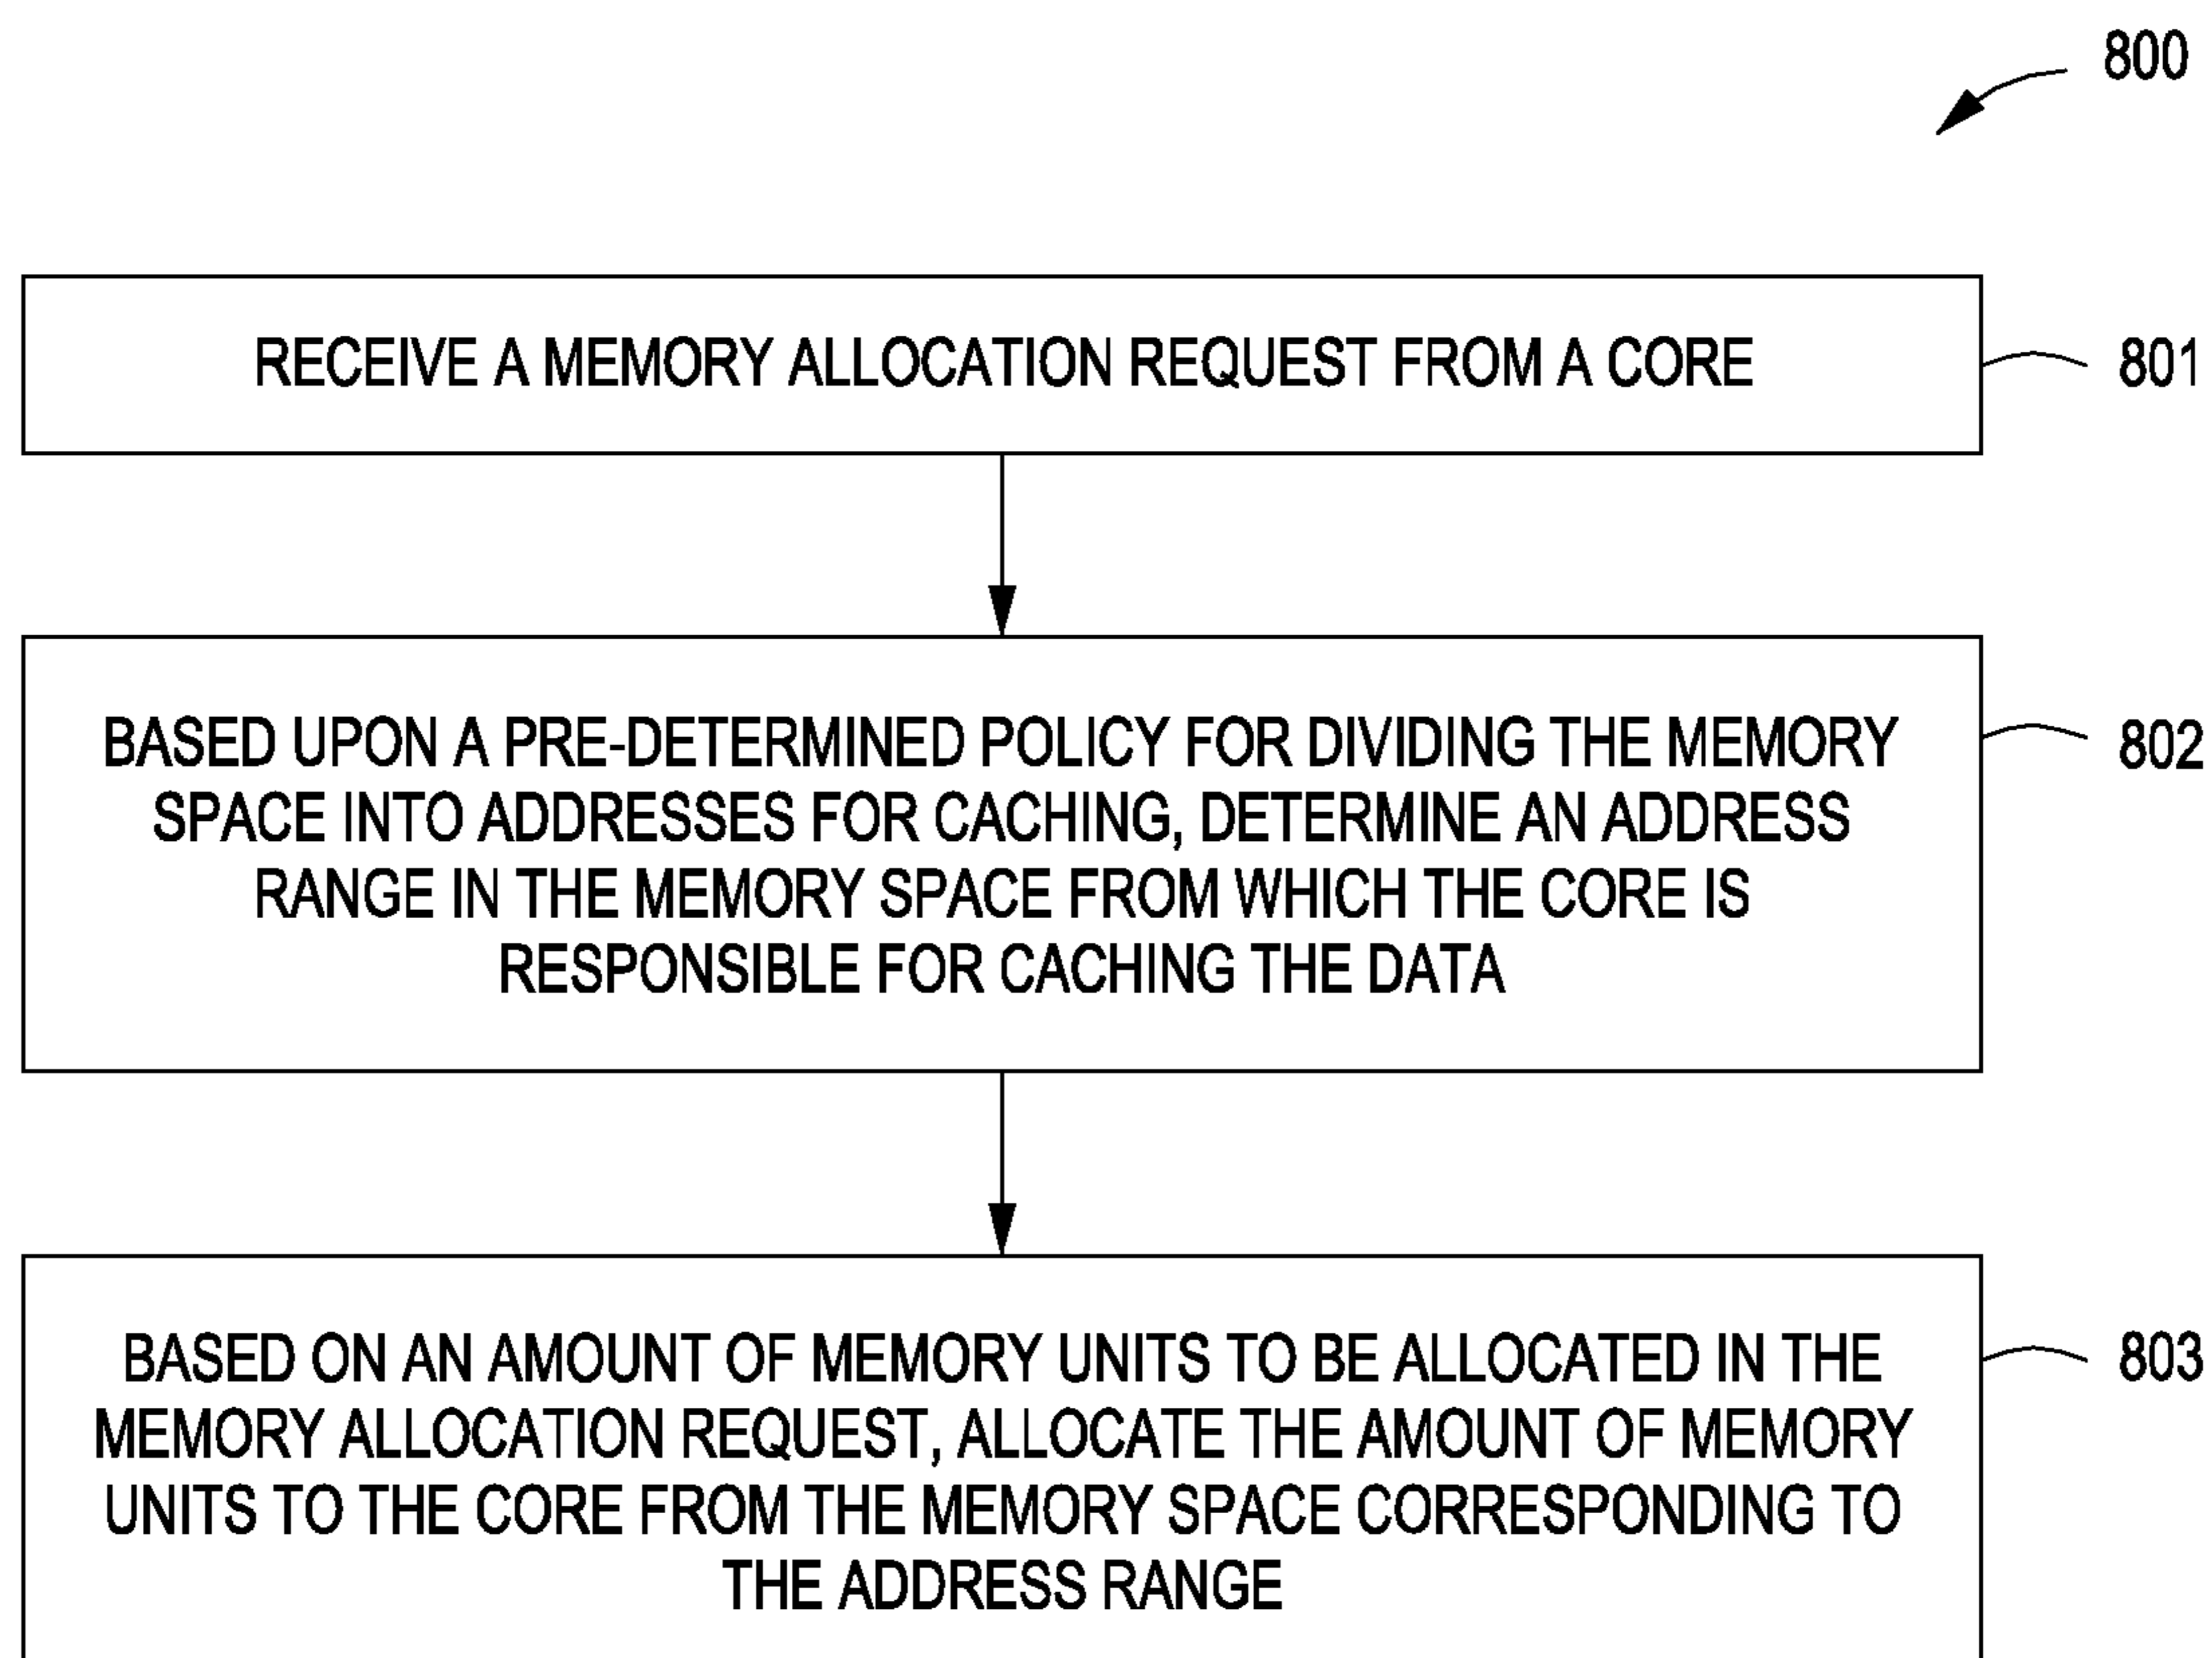 800
RECEIVE A MEMORY ALLOCATION REQUEST FROM A CORE
801
BASED UPON A PRE-DETERMINED POLICY FOR DIVIDING THE MEMORY
SPACE INTO ADDRESSES FOR CACHING, DETERMINE AN ADDRESS
RANGE IN THE MEMORY SPACE FROM WHICH THE CORE IS
RESPONSIBLE FOR CACHING THE DATA
802
BASED ON AN AMOUNT OF MEMORY UNITS TO BE ALLOCATED IN THE
MEMORY ALLOCATION REQUEST, ALLOCATE THE AMOUNT OF MEMORY
UNITS TO THE CORE FROM THE MEMORY SPACE CORRESPONDING TO
THE ADDRESS RANGE
803